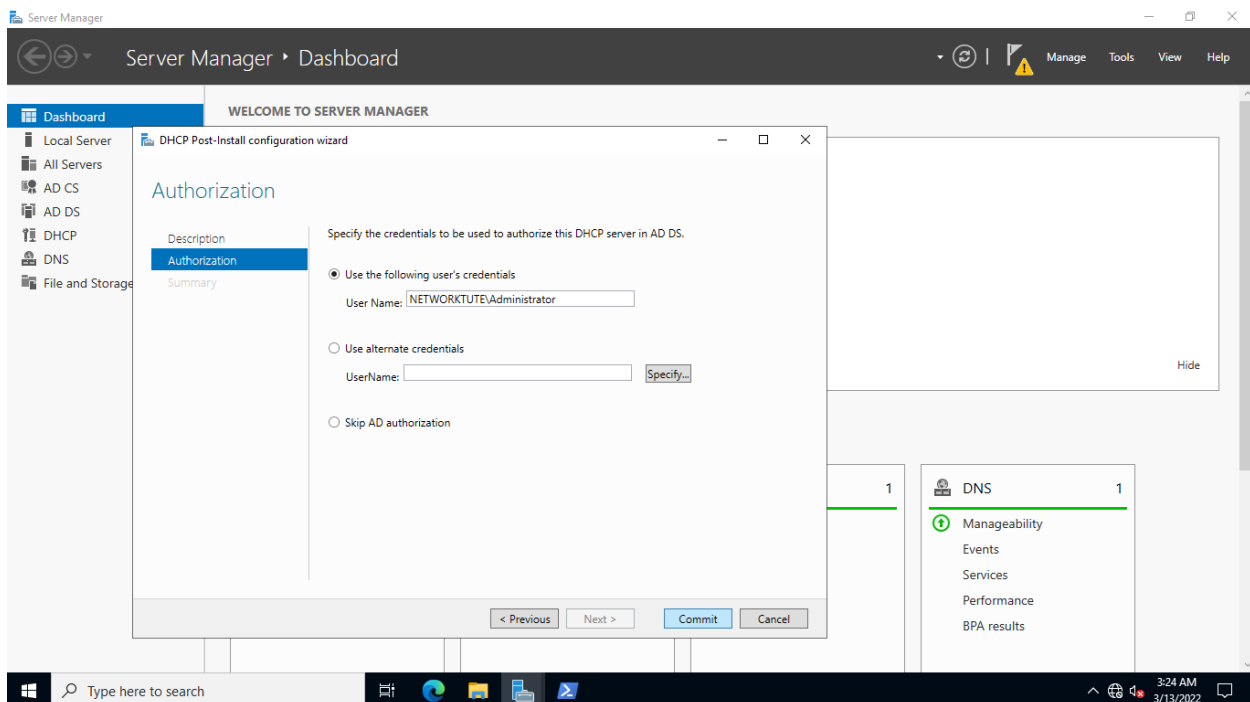 Server Manager
Server Manager ‣ Dashboard
Manage Tools View Help
Dashboard
Local Server
All Servers
AD CS
AD DS
DHCP
DNS
File and Storage
WELCOME TO SERVER MANAGER
DHCP Post-Install configuration wizard
Authorization
Description
Authorization
Summary
Specify the credentials to be used to authorize this DHCP server in AD DS.
Use the following user's credentials
User Name: NETWORKTUTE\Administrator
Use alternate credentials
UserName:
Specify...
Skip AD authorization
< Previous Next > Commit Cancel
Hide
1
DNS 1
Manageability
Events
Services
Performance
BPA results
Type here to search
3:24 AM
3/13/2022